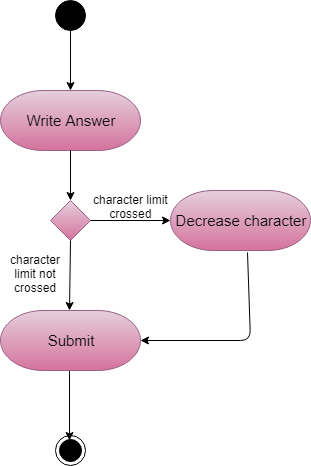 Write Answer
character limit
crossed
Decrease character
character
limit not
crossed
Submit